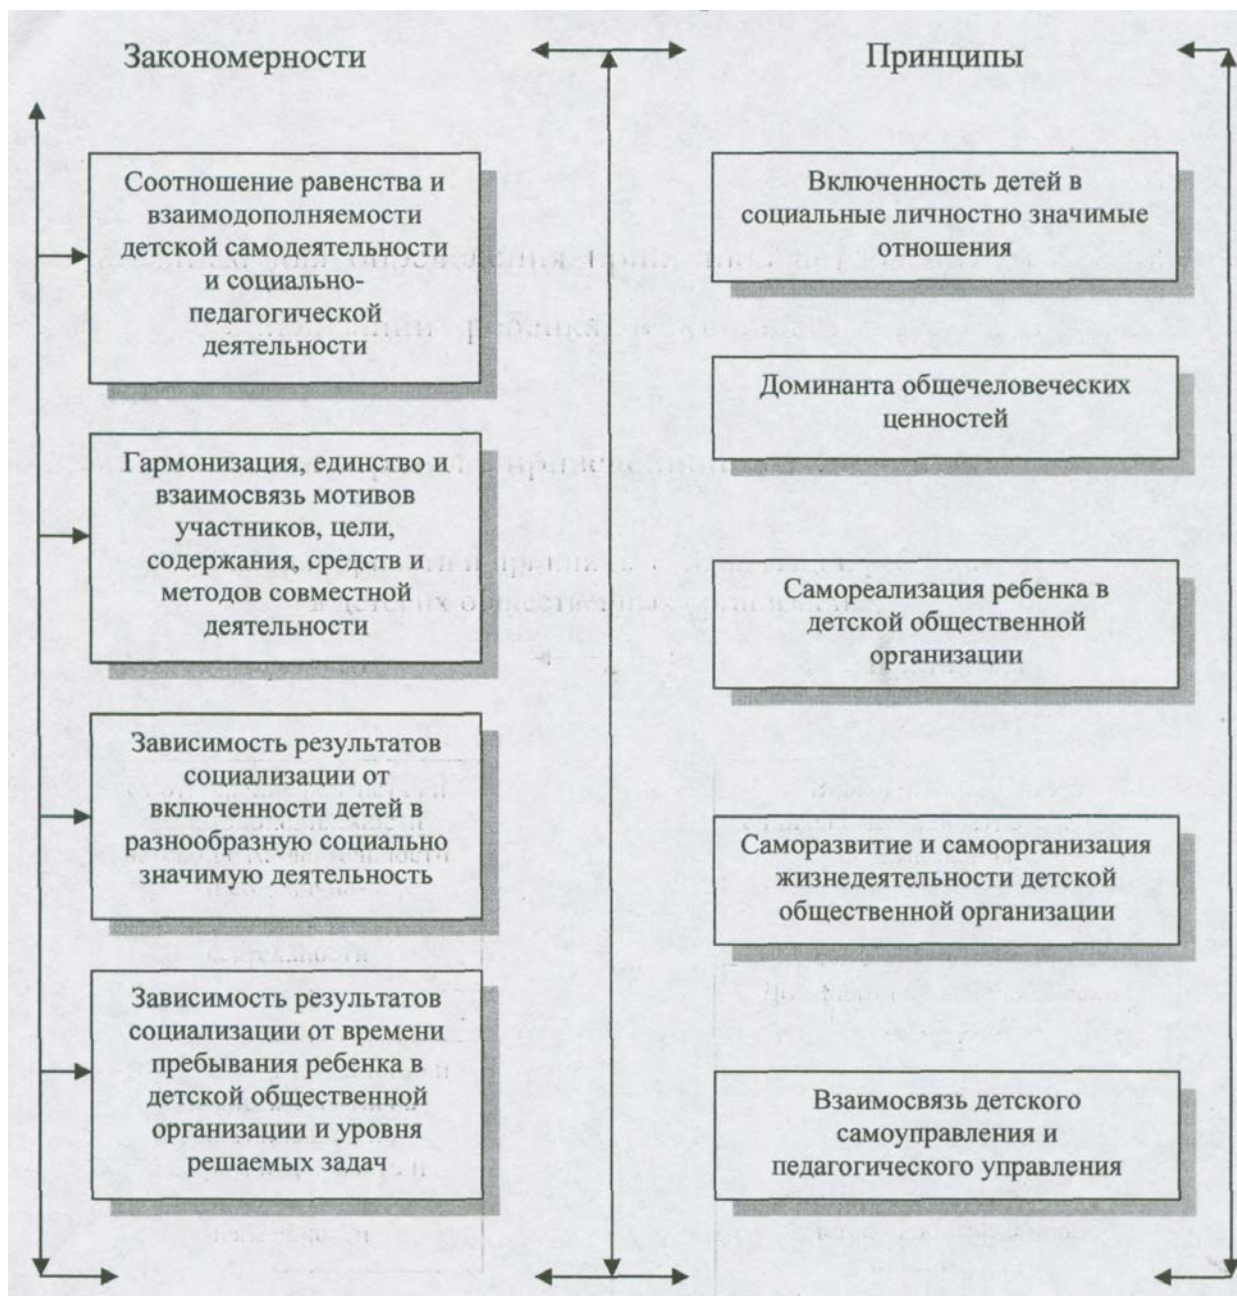 Закономерности
Соотношение равенства и
взаимодополняемости
детской самодеятельности
и социально-
педагогической
деятельности
Гармонизация, единство и
взаимосвязь мотивов
участников, цели,
содержания, средств и
методов совместной
деятельности
Зависимость результатов
социализации от
включенности детей в
разнообразную социально
значимую деятельность
Зависимость результатов
социализации от времени
пребывания ребенка в
детской общественной
организации и уровня
решаемых задач
Принципы
Включенность детей в
социальные личностно значимые
отношения
Доминанта общечеловеческих
ценностей
Самореализация ребенка в
детской общественной
организации
Саморазвитие и самоорганизация
жизнедеятельности детской
общественной организации
Взаимосвязь детского
самоуправления и
педагогического управления